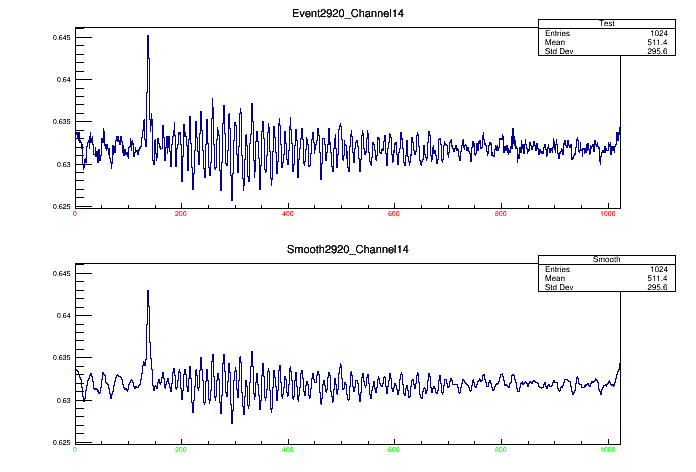 Event2920_Channel14
Test
Entries 1024
Mean 511.4
Std Dev 295.6
0.645
0.64
0.635
0.63
0.625
0 200 400 600 800 1000
Smooth2920_Channel14
Smooth
Entries 1024
Mean 511.4
Std Dev 295.6
0.645
0.64
0.635
0.63
0.625
0 200 400 600 800 1000